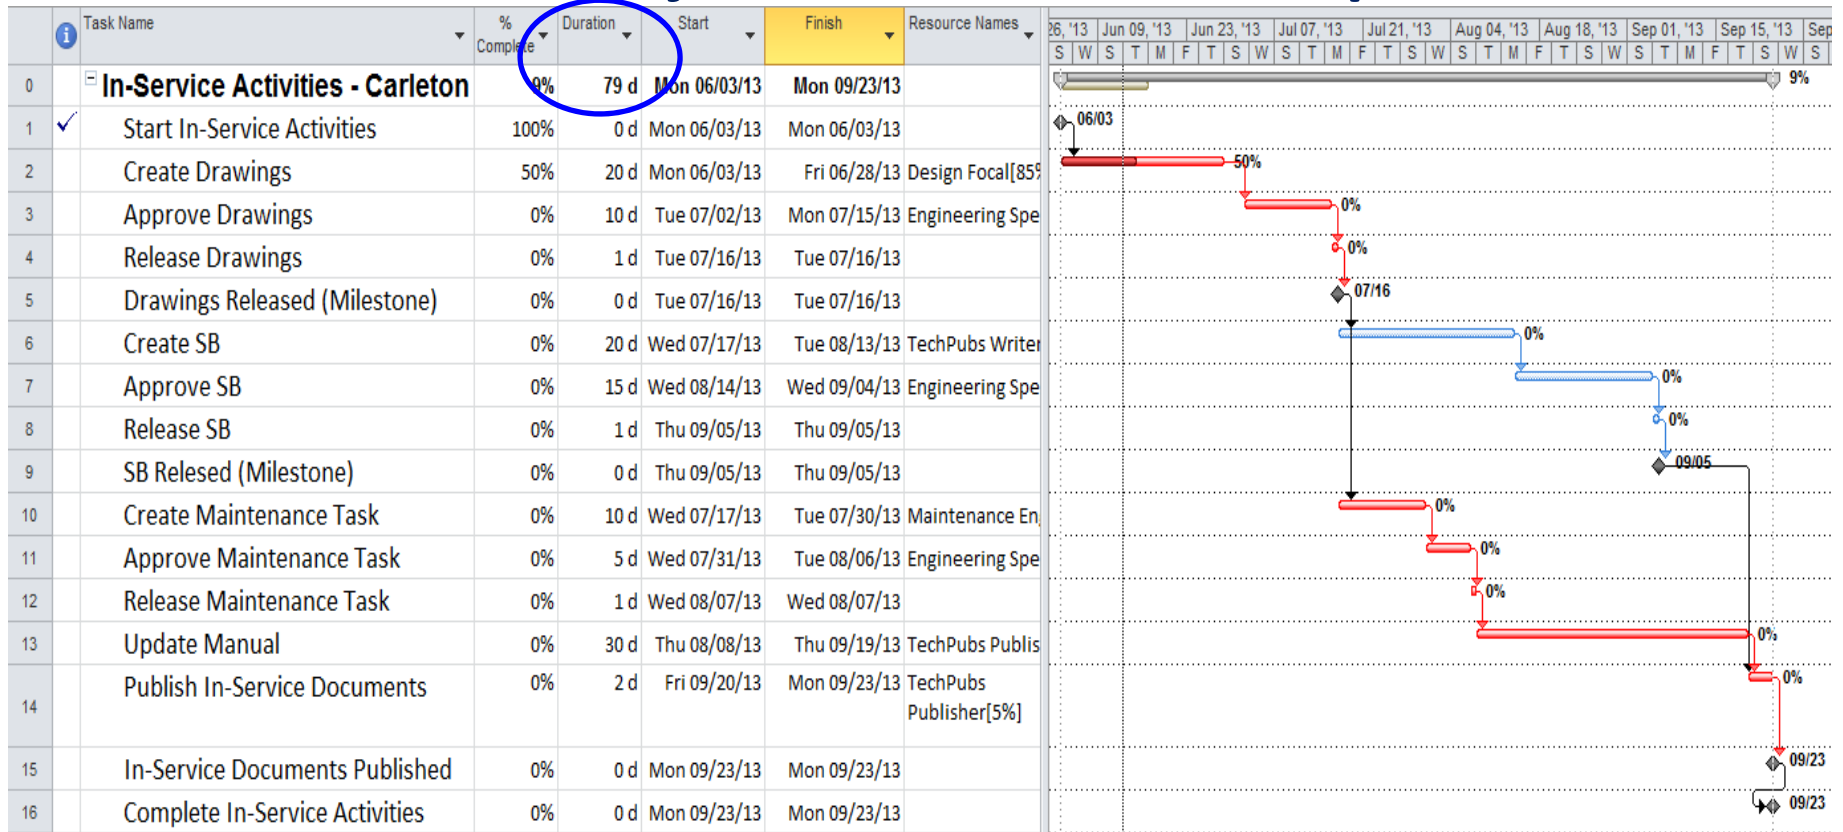 Task Name % Complete Duration Start Finish Resource Names
26, '13 Jun 09, '13 Jun 23, '13 Jul 07, '13 Jul 21, '13 Aug 04, '13 Aug 18, '13 Sep 01, '13 Sep 15, '13 Sep
S W S T M F T S W S T M F T S W S T M F T S W S T M F T S W S
0 In-Service Activities - Carleton 9% 79 d Mon 06/03/13 Mon 09/23/13 9%
1 Start In-Service Activities 100% 0 d Mon 06/03/13 Mon 06/03/13 06/03
2 Create Drawings 50% 20 d Mon 06/03/13 Fri 06/28/13 Design Focal[85% 50%
3 Approve Drawings 0% 10 d Tue 07/02/13 Mon 07/15/13 Engineering Spe 0%
4 Release Drawings 0% 1 d Tue 07/16/13 Tue 07/16/13 0%
5 Drawings Released (Milestone) 0% 0 d Tue 07/16/13 Tue 07/16/13 07/16
6 Create SB 0% 20 d Wed 07/17/13 Tue 08/13/13 TechPubs Writer 0%
7 Approve SB 0% 15 d Wed 08/14/13 Wed 09/04/13 Engineering Spe 0%
8 Release SB 0% 1 d Thu 09/05/13 Thu 09/05/13 0%
9 SB Relesed (Milestone) 0% 0 d Thu 09/05/13 Thu 09/05/13 09/05
10 Create Maintenance Task 0% 10 d Wed 07/17/13 Tue 07/30/13 Maintenance En 0%
11 Approve Maintenance Task 0% 5 d Wed 07/31/13 Tue 08/06/13 Engineering Spe 0%
12 Release Maintenance Task 0% 1 d Wed 08/07/13 Wed 08/07/13 0%
13 Update Manual 0% 30 d Thu 08/08/13 Thu 09/19/13 TechPubs Publis 0%
14 Publish In-Service Documents 0% 2 d Fri 09/20/13 Mon 09/23/13 TechPubs 0%
Publisher[5%]
15 In-Service Documents Published 0% 0 d Mon 09/23/13 Mon 09/23/13 09/23
16 Complete In-Service Activities 0% 0 d Mon 09/23/13 Mon 09/23/13 09/23